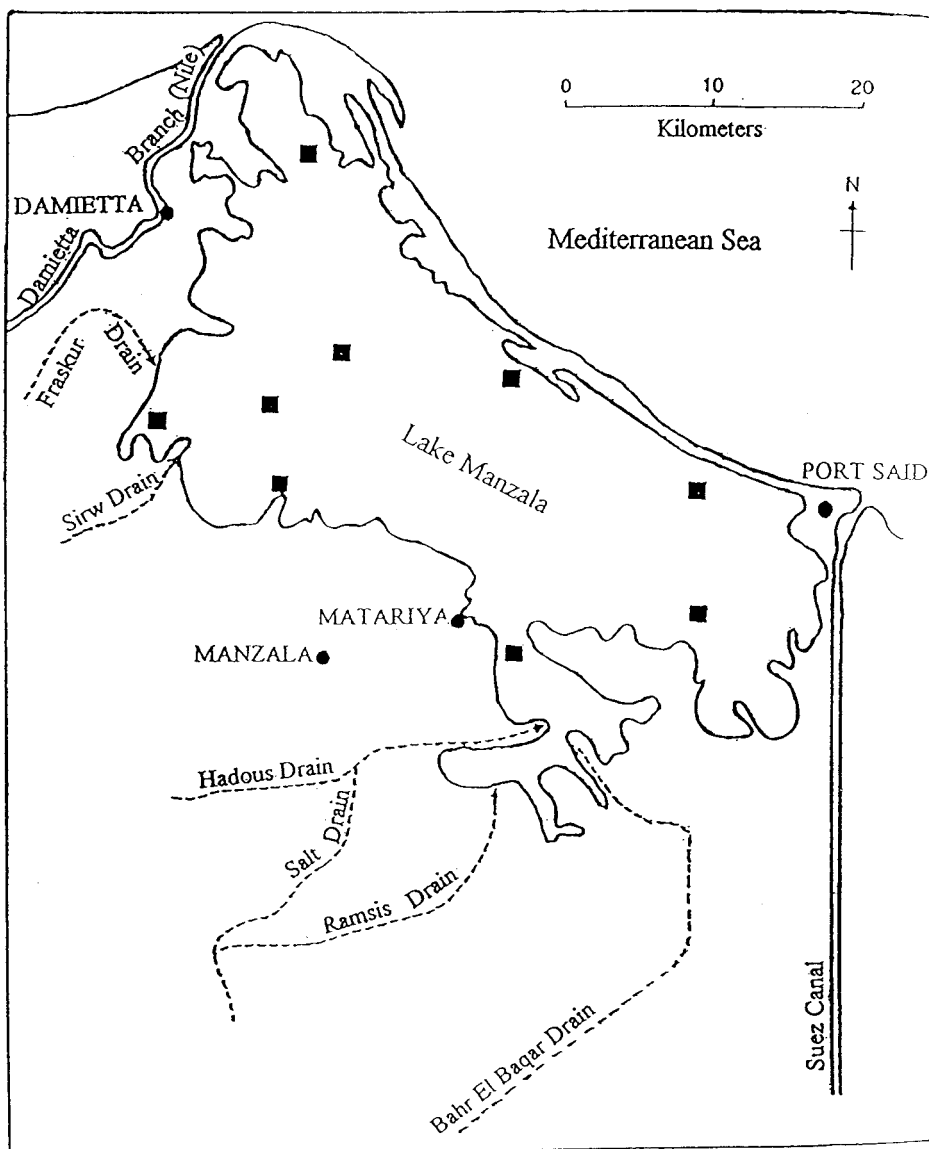 0 10 20
Kilometers
N
Branch (Nile)
DAMIETTA
Damietta
Mediterranean Sea
Fraskur
Drain
Lake Manzala
PORT SAID
Sirw Drain
MATARIYA
MANZALA
Hadous Drain
Salt Drain
Ramsis Drain
Suez Canal
Bahr El Baqar Drain